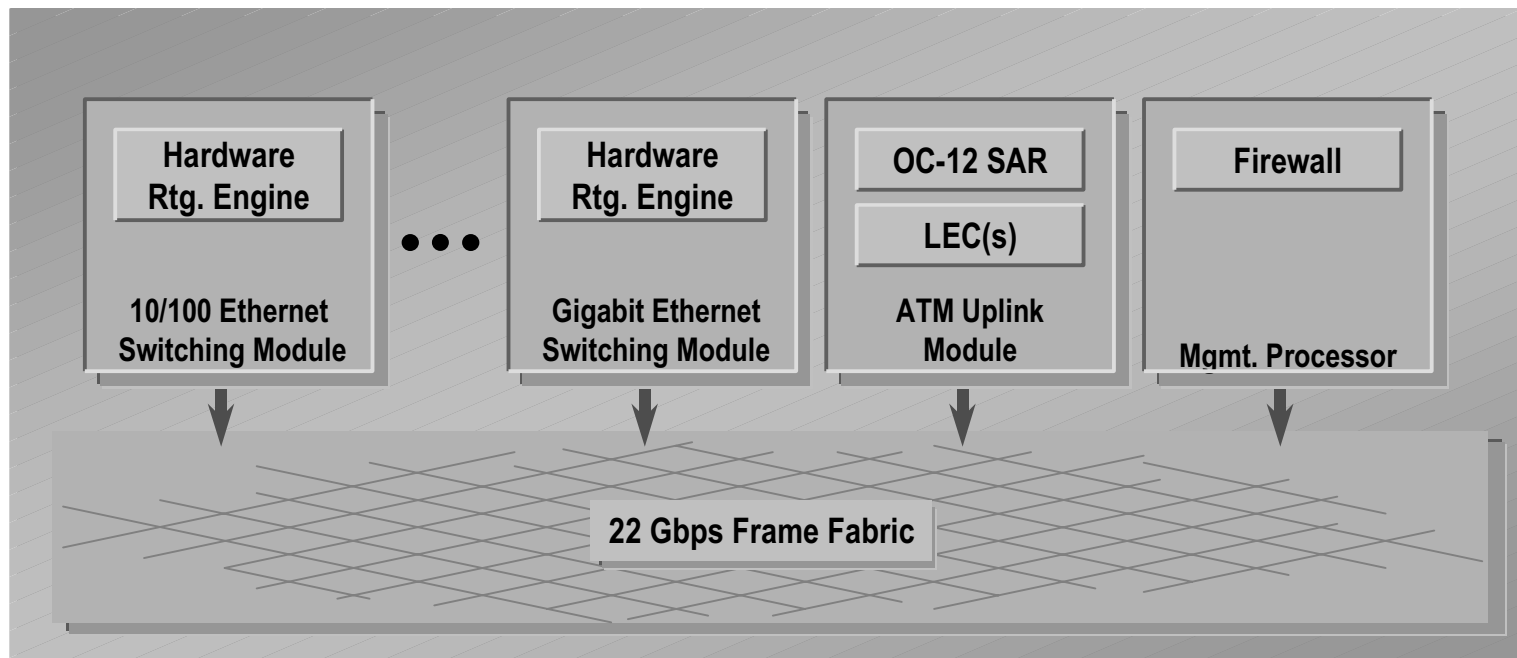 Hardware
Rtg. Engine
10/100 Ethernet
Switching Module
Hardware
Rtg. Engine
Gigabit Ethernet
Switching Module
OC-12 SAR
LEC(s)
ATM Uplink
Module
Firewall
Mgmt. Processor
22 Gbps Frame Fabric